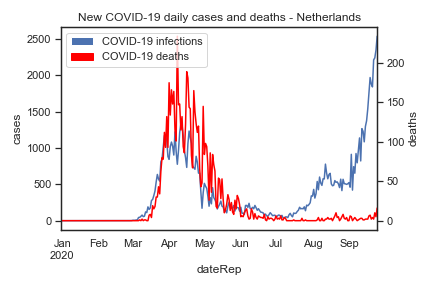 New COVID-19 daily cases and deaths - Netherlands
COVID-19 infections
COVID-19 deaths
cases
2500
2000
1500
1000
500
0
deaths
200
150
100
50
0
Jan Feb Mar Apr May Jun Jul Aug Sep
2020
dateRep